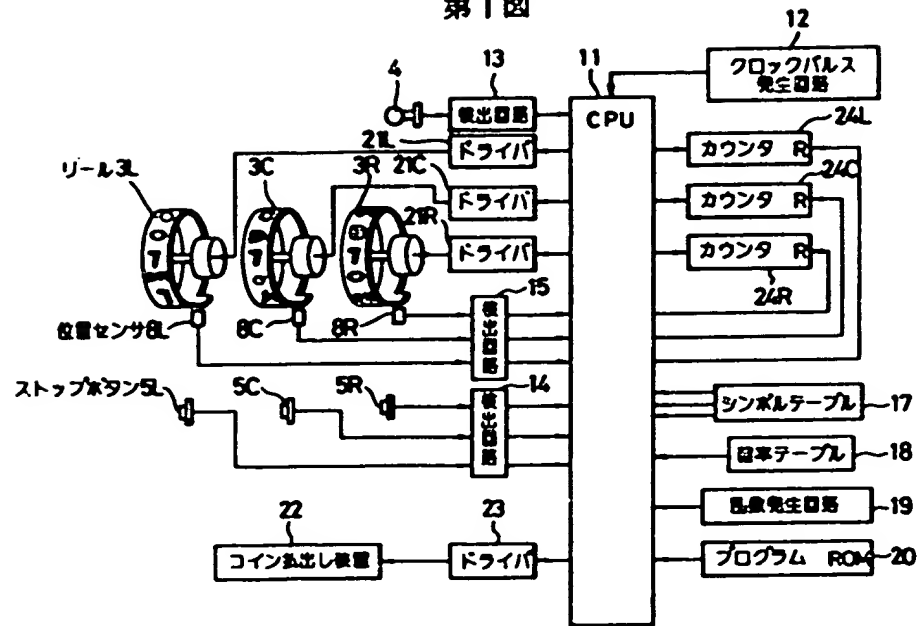 第1図
12
クロックパルス
発生回路
11
CPU
13
検出回路
4
21L
ドライバ
21C
ドライバ
21R
ドライバ
24L
カウンタ R
24C
カウンタ R
カウンタ R
24R
リール3L
3C
3R
位置センサ8L
8C
8R
15
検出回路
ストップボタン5L
5C
5R
14
検出回路
シンボルテーブル
17
確率テーブル
18
乱数発生回路
19
プログラム ROM
20
22
コイン払出し装置
23
ドライバ